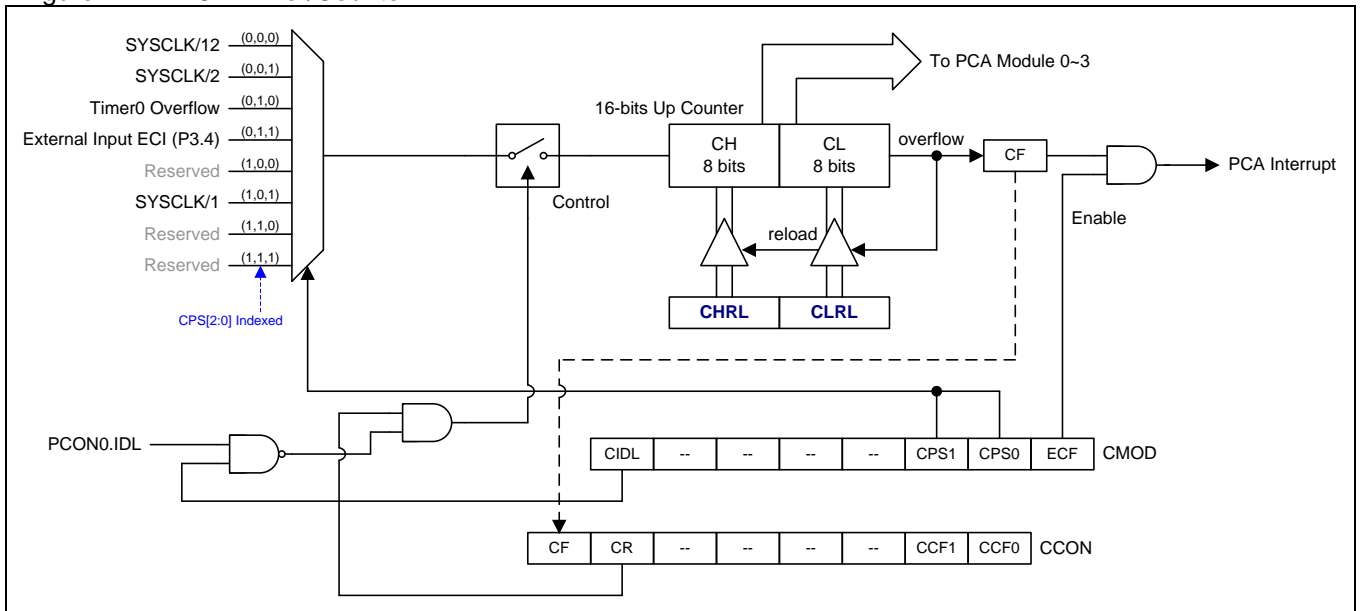 SYSCLK/12 (0,0,0)
SYSCLK/2 (0,0,1)
Timer0 Overflow (0,1,0)
External Input ECI (P3.4) (0,1,1)
Reserved (1,0,0)
SYSCLK/1 (1,0,1)
Reserved (1,1,0)
Reserved (1,1,1)
CPS[2:0] Indexed
Control
To PCA Module 0~3
16-bits Up Counter
CH
8 bits
CL
8 bits
overflow
CF
PCA Interrupt
Enable
reload
CHRL CLRL
PCON0.IDL
CIDL -- -- -- -- CPS1 CPS0 ECF CMOD
CF CR -- -- -- -- CCF1 CCF0 CCON